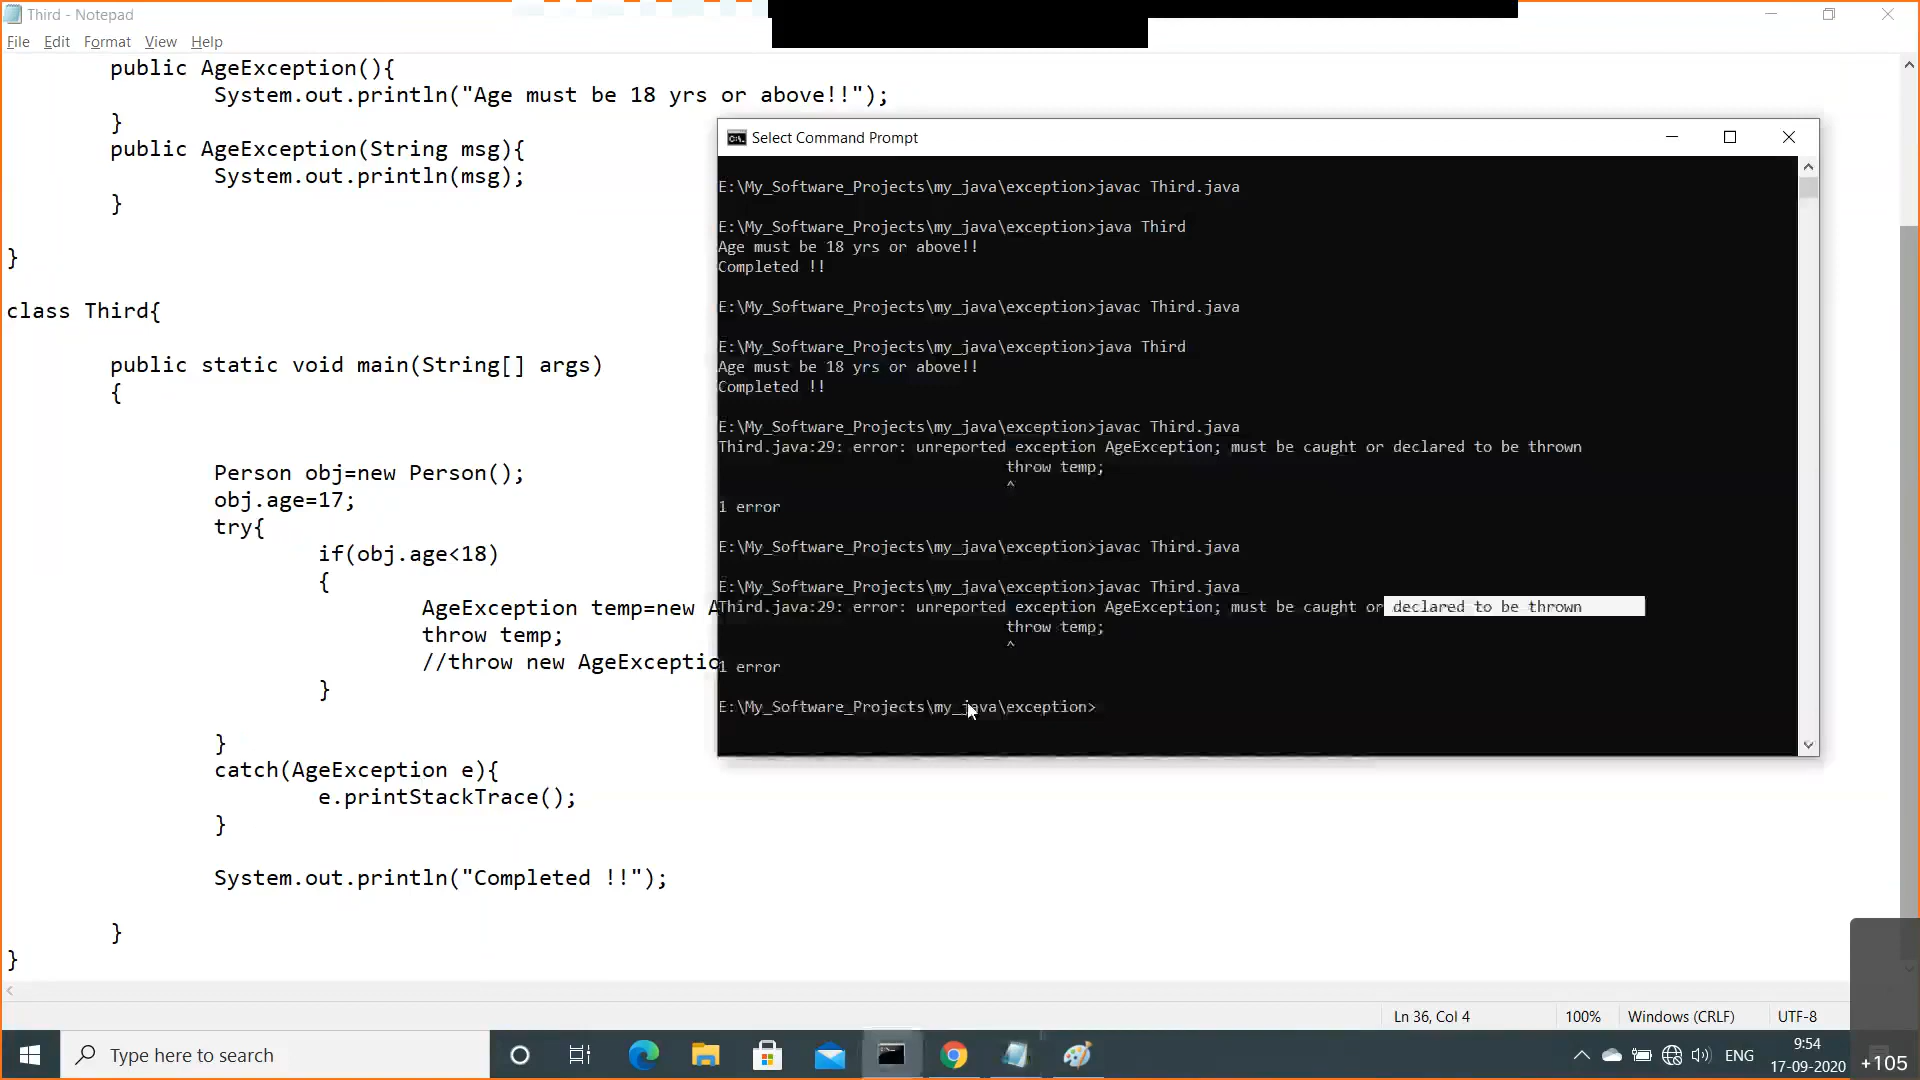 Third - Notepad
File Edit Format View Help
public AgeException(){
System.out.println("Age must be 18 yrs or above!!");
}
public AgeException(String msg){
System.out.println(msg);
}
}
class Third{
public static void main(String[] args)
{
Person obj=new Person();
obj.age=17;
try{
if(obj.age<18)
{
AgeException temp=new A
throw temp;
//throw new AgeExceptio
}
}
catch(AgeException e){
e.printStackTrace();
}
System.out.println("Completed !!");
}
}
Select Command Prompt
E:\My_Software_Projects\my_java\exception>javac Third.java
E:\My_Software_Projects\my_java\exception>java Third
Age must be 18 yrs or above!!
Completed !!
E:\My_Software_Projects\my_java\exception>javac Third.java
E:\My_Software_Projects\my_java\exception>java Third
Age must be 18 yrs or above!!
Completed !!
E:\My_Software_Projects\my_java\exception>javac Third.java
Third.java:29: error: unreported exception AgeException; must be caught or declared to be thrown
throw temp;
^
1 error
E:\My_Software_Projects\my_java\exception>javac Third.java
E:\My_Software_Projects\my_java\exception>javac Third.java
Third.java:29: error: unreported exception AgeException; must be caught or declared to be thrown
throw temp;
^
1 error
E:\My_Software_Projects\my_java\exception>
Ln 36, Col 4 100% Windows (CRLF) UTF-8
Type here to search
ENG
9:54
17-09-2020
+105